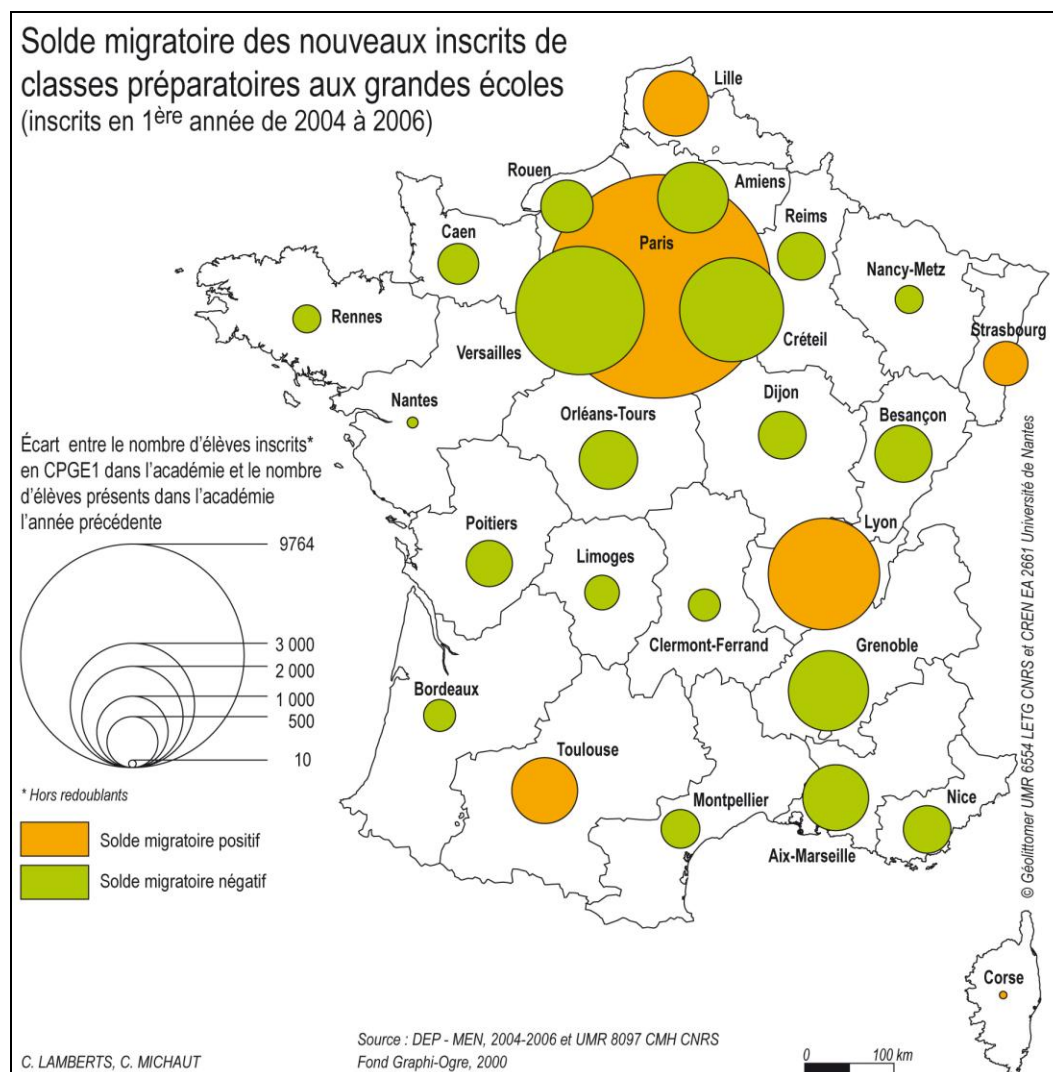 Solde migratoire des nouveaux inscrits de
classes préparatoires aux grandes écoles
(inscrits en 1ère année de 2004 à 2006)
Lille
Rouen
Amiens
Caen
Paris
Reims
Nancy-Metz
Rennes
Strasbourg
Versailles
Créteil
Nantes
Orléans-Tours
Dijon
Besançon
Écart entre le nombre d'élèves inscrits*
en CPGE1 dans l'académie et le nombre
d'élèves présents dans l'académie
l'année précédente
9764
3 000
2 000
1 000
500
10
* Hors redoublants
Solde migratoire positif
Solde migratoire négatif
Poitiers
Limoges
Lyon
Clermont-Ferrand
Grenoble
Bordeaux
Toulouse
Montpellier
Nice
Aix-Marseille
Corse
© Géolittomer UMR 6554 LETG CNRS et CREN EA 2661 Université de Nantes
C. LAMBERTS, C. MICHAUT
Source : DEP - MEN, 2004-2006 et UMR 8097 CMH CNRS
Fond Graphi-Ogre, 2000
0 100 km